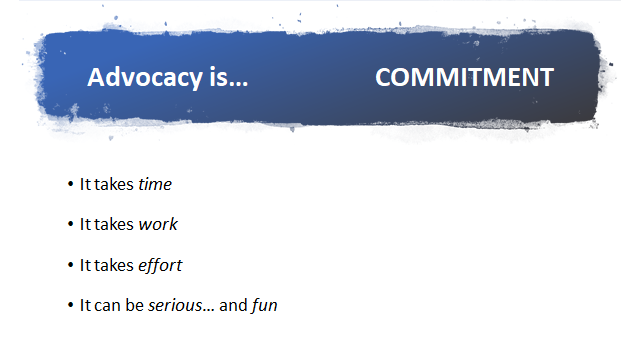 Advocacy is... COMMITMENT
• It takes time
• It takes work
• It takes effort
• It can be serious... and fun